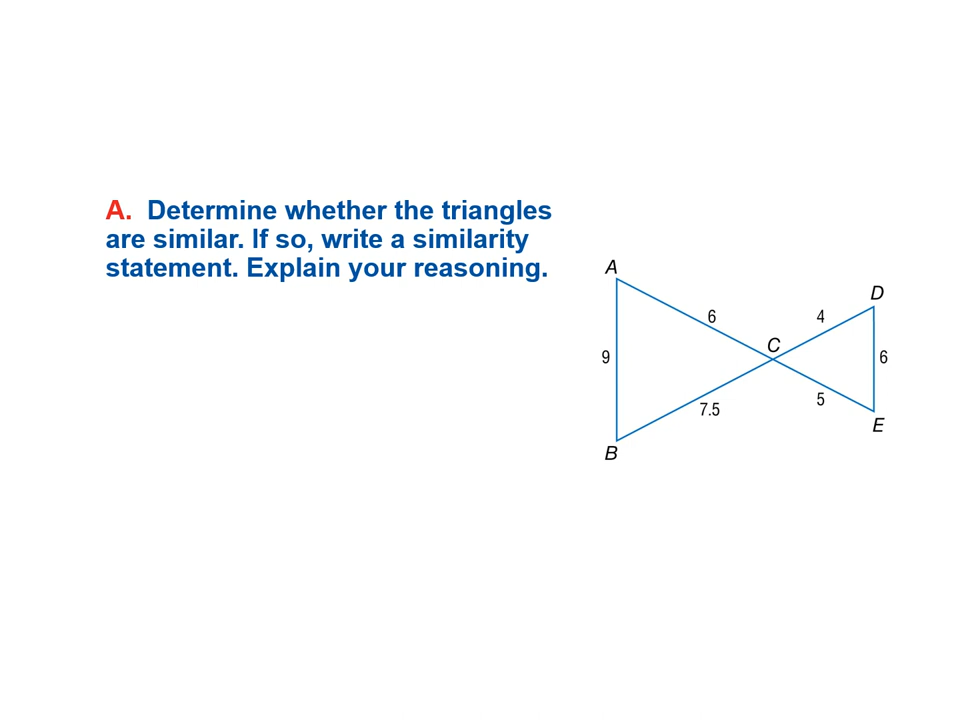 A. Determine whether the triangles
are similar. If so, write a similarity
statement. Explain your reasoning.
A
D
6
4
C
9
6
7.5
5
E
B